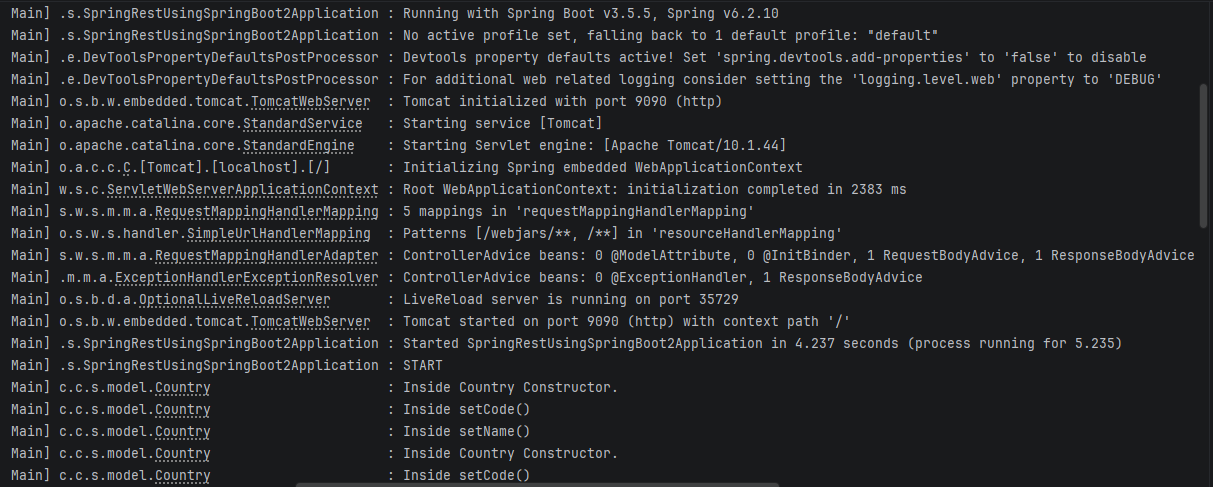 Main] .s.SpringRestUsingSpringBoot2Application : Running with Spring Boot v3.5.5, Spring v6.2.10
Main] .s.SpringRestUsingSpringBoot2Application : No active profile set, falling back to 1 default profile: "default"
Main] .e.DevToolsPropertyDefaultsPostProcessor : Devtools property defaults active! Set 'spring.devtools.add-properties' to 'false' to disable
Main] .e.DevToolsPropertyDefaultsPostProcessor : For additional web related logging consider setting the 'logging.level.web' property to 'DEBUG'
Main] o.s.b.w.embedded.tomcat.TomcatWebServer  : Tomcat initialized with port 9090 (http)
Main] o.apache.catalina.core.StandardService   : Starting service [Tomcat]
Main] o.apache.catalina.core.StandardEngine    : Starting Servlet engine: [Apache Tomcat/10.1.44]
Main] o.a.c.c.C.[Tomcat].[localhost].[/]       : Initializing Spring embedded WebApplicationContext
Main] w.s.c.ServletWebServerApplicationContext : Root WebApplicationContext: initialization completed in 2383 ms
Main] s.w.s.m.m.a.RequestMappingHandlerMapping : 5 mappings in 'requestMappingHandlerMapping'
Main] o.s.w.s.handler.SimpleUrlHandlerMapping  : Patterns [/webjars/**, /**] in 'resourceHandlerMapping'
Main] s.w.s.m.m.a.RequestMappingHandlerAdapter : ControllerAdvice beans: 0 @ModelAttribute, 0 @InitBinder, 1 RequestBodyAdvice, 1 ResponseBodyAdvice
Main] .m.m.a.ExceptionHandlerExceptionResolver : ControllerAdvice beans: 0 @ExceptionHandler, 1 ResponseBodyAdvice
Main] o.s.b.d.a.OptionalLiveReloadServer       : LiveReload server is running on port 35729
Main] o.s.b.w.embedded.tomcat.TomcatWebServer  : Tomcat started on port 9090 (http) with context path '/'
Main] .s.SpringRestUsingSpringBoot2Application : Started SpringRestUsingSpringBoot2Application in 4.237 seconds (process running for 5.235)
Main] .s.SpringRestUsingSpringBoot2Application : START
Main] c.c.s.model.Country                      : Inside Country Constructor.
Main] c.c.s.model.Country                      : Inside setCode()
Main] c.c.s.model.Country                      : Inside setName()
Main] c.c.s.model.Country                      : Inside Country Constructor.
Main] c.c.s.model.Country                      : Inside setCode()